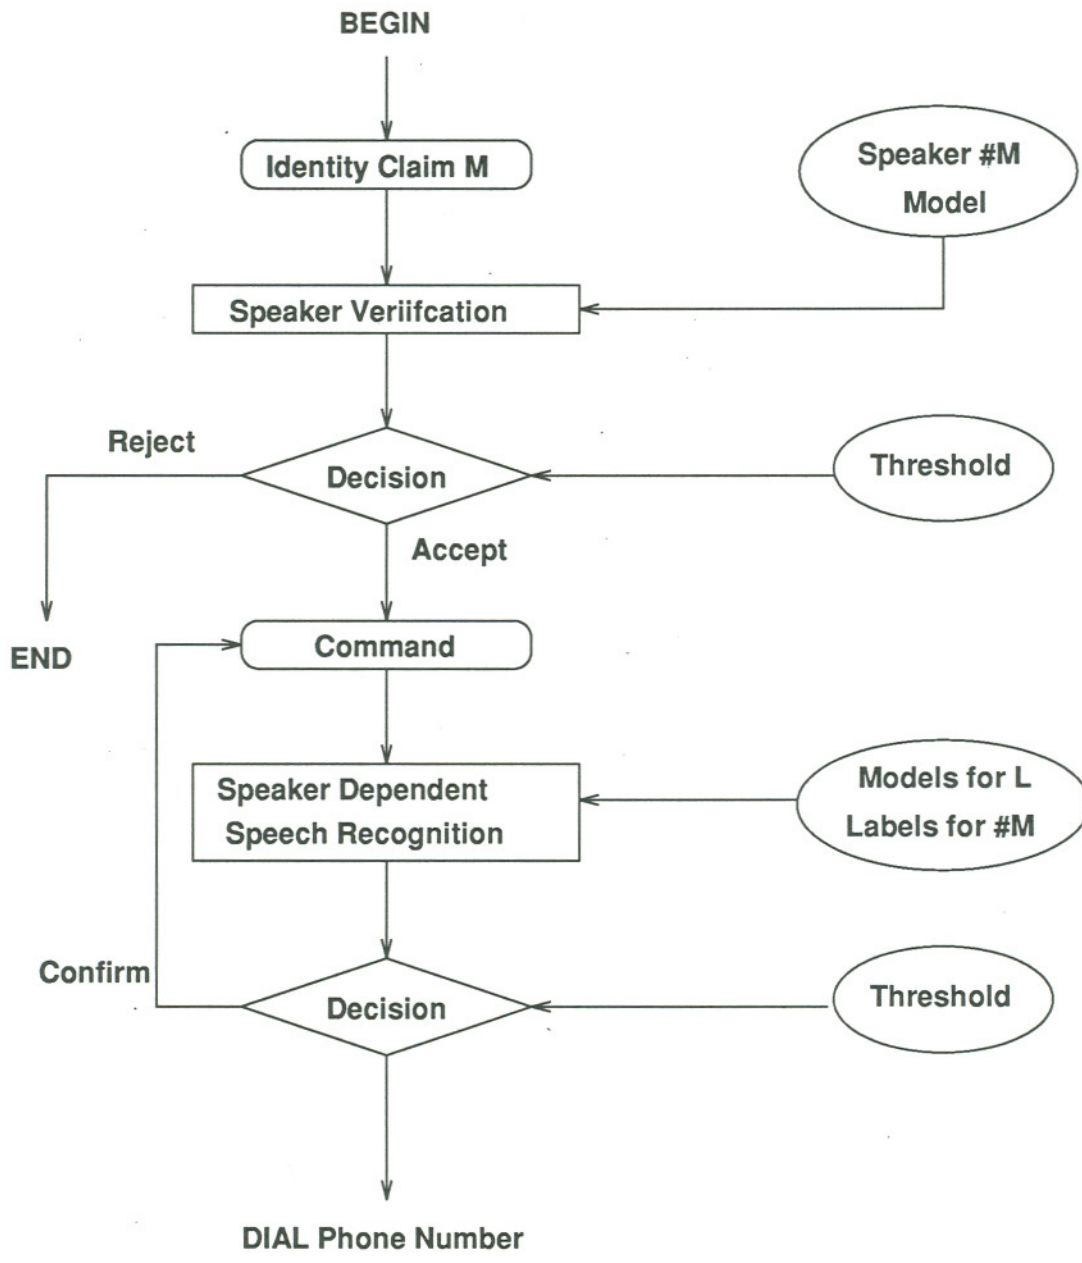 BEGIN
Identity Claim M
Speaker #M
Model
Speaker Veriifcation
Reject
Decision
Threshold
Accept
END
Command
Speaker Dependent
Speech Recognition
Models for L
Labels for #M
Confirm
Decision
Threshold
DIAL Phone Number